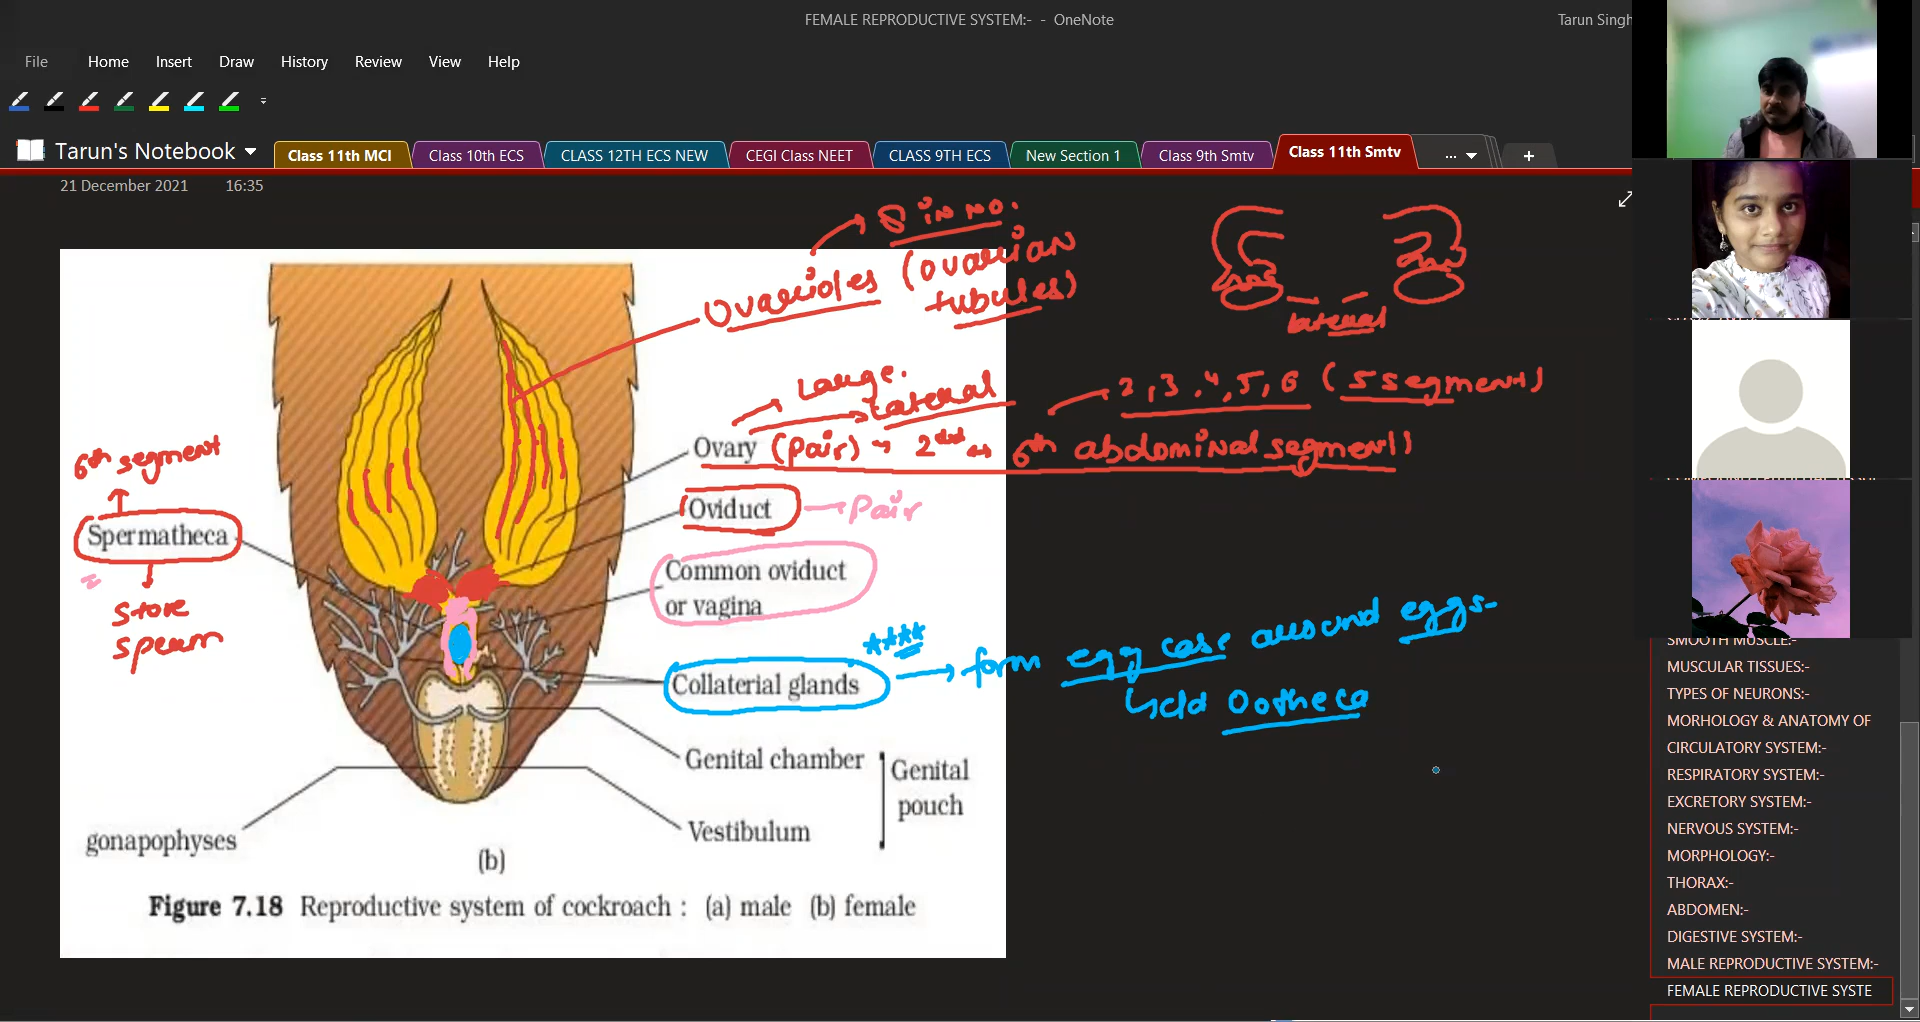 FEMALE REPRODUCTIVE SYSTEM:- - OneNote
Tarun Singh
File Home Insert Draw History Review View Help
Tarun's Notebook
Class 11th MCI
Class 10th ECS
CLASS 12TH ECS NEW
CEGI Class NEET
CLASS 9TH ECS
New Section 1
Class 9th Smtv
Class 11th Smtv
...
+
21 December 2021 16:35
8 in no.
Ovarioles (ovarian
tubules)
lateral
Large.
Lateral
2, 3, 4, 5, 6 (5 segment)
Ovary (Pair) 2nd to 6th abdominal segment
6th segment
Spermatheca
Store
sperm
Oviduct Pair
Common oviduct
or vagina
Collaterial glands
**** form egg case around eggs
Ootheca
Genital chamber
Genital
pouch
Vestibulum
gonapophyses
(b)
Figure 7.18 Reproductive system of cockroach : (a) male (b) female
SMOOTH MUSCLE:-
MUSCULAR TISSUES:-
TYPES OF NEURONS:-
MORHOLOGY & ANATOMY OF
CIRCULATORY SYSTEM:-
RESPIRATORY SYSTEM:-
EXCRETORY SYSTEM:-
NERVOUS SYSTEM:-
MORPHOLOGY:-
THORAX:-
ABDOMEN:-
DIGESTIVE SYSTEM:-
MALE REPRODUCTIVE SYSTEM:-
FEMALE REPRODUCTIVE SYSTE